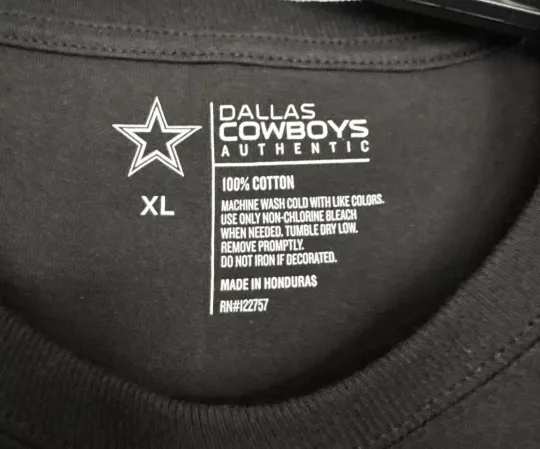 DALLAS
COWBOYS
AUTHENTIC
XL
100% COTTON
MACHINE WASH COLD WITH LIKE COLORS.
USE ONLY NON-CHLORINE BLEACH
WHEN NEEDED. TUMBLE DRY LOW.
REMOVE PROMPTLY.
DO NOT IRON IF DECORATED.
MADE IN HONDURAS
RN#122757